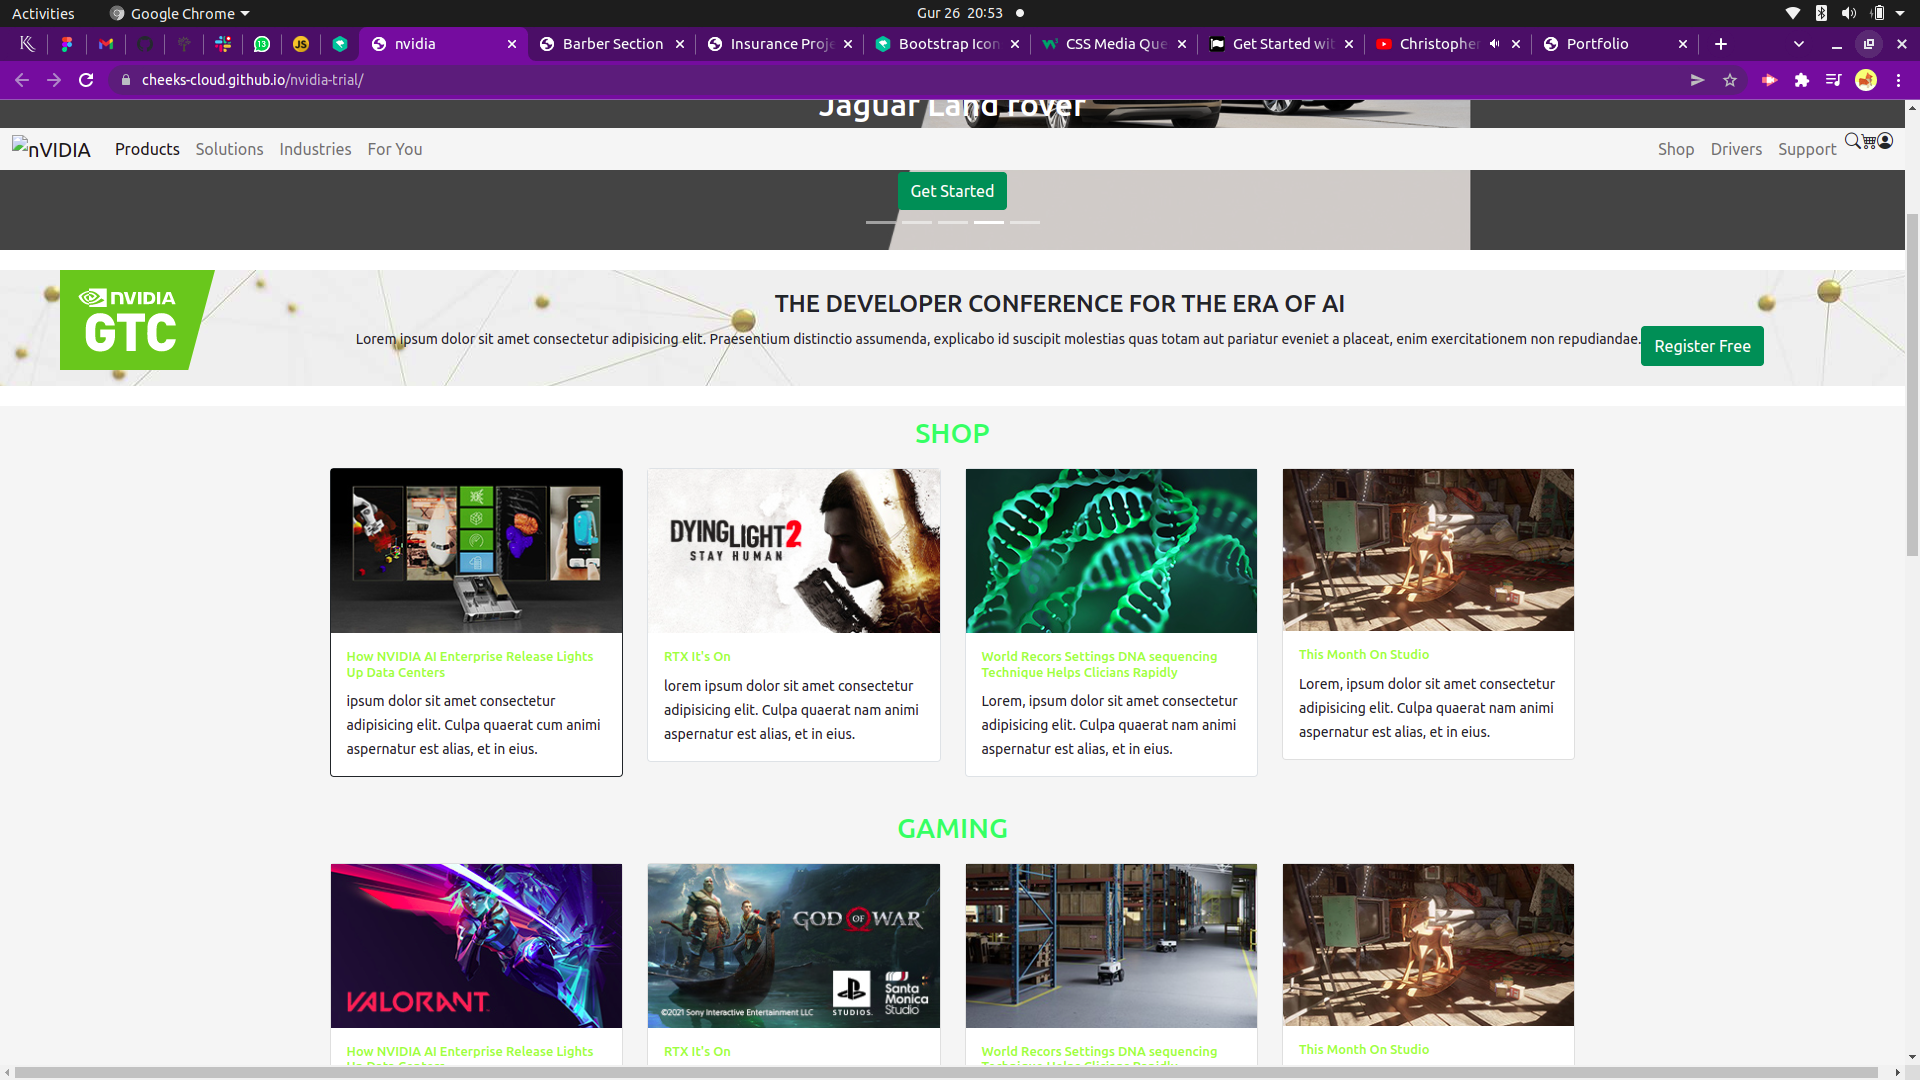 Activities
Google Chrome
Gur 26 20:53
nvidia
Barber Section
Insurance Proje
Bootstrap Icon
CSS Media Que
Get Started wit
Christopher
Portfolio
cheeks-cloud.github.io/nvidia-trial/
Jaguar Land rover
nVIDIA
Products
Solutions
Industries
For You
Shop
Drivers
Support
Get Started
NVIDIA
GTC
THE DEVELOPER CONFERENCE FOR THE ERA OF AI
Lorem ipsum dolor sit amet consectetur adipisicing elit. Praesentium distinctio assumenda, explicabo id suscipit molestias quas totam aut pariatur eveniet a placeat, enim exercitationem non repudiandae.
Register Free
SHOP
DYING LIGHT 2
STAY HUMAN
How NVIDIA AI Enterprise Release Lights
Up Data Centers
ipsum dolor sit amet consectetur
adipisicing elit. Culpa quaerat cum animi
aspernatur est alias, et in eius.
RTX It's On
lorem ipsum dolor sit amet consectetur
adipisicing elit. Culpa quaerat nam animi
aspernatur est alias, et in eius.
World Recors Settings DNA sequencing
Technique Helps Clicians Rapidly
Lorem, ipsum dolor sit amet consectetur
adipisicing elit. Culpa quaerat nam animi
aspernatur est alias, et in eius.
This Month On Studio
Lorem, ipsum dolor sit amet consectetur
adipisicing elit. Culpa quaerat nam animi
aspernatur est alias, et in eius.
GAMING
VALORANT
GOD OF WAR
PlayStation
STUDIOS
Santa
Monica
Studio
©2021 Sony Interactive Entertainment LLC
How NVIDIA AI Enterprise Release Lights
Up Data Centers
RTX It's On
World Recors Settings DNA sequencing
Technique Helps Clicians Rapidly
This Month On Studio